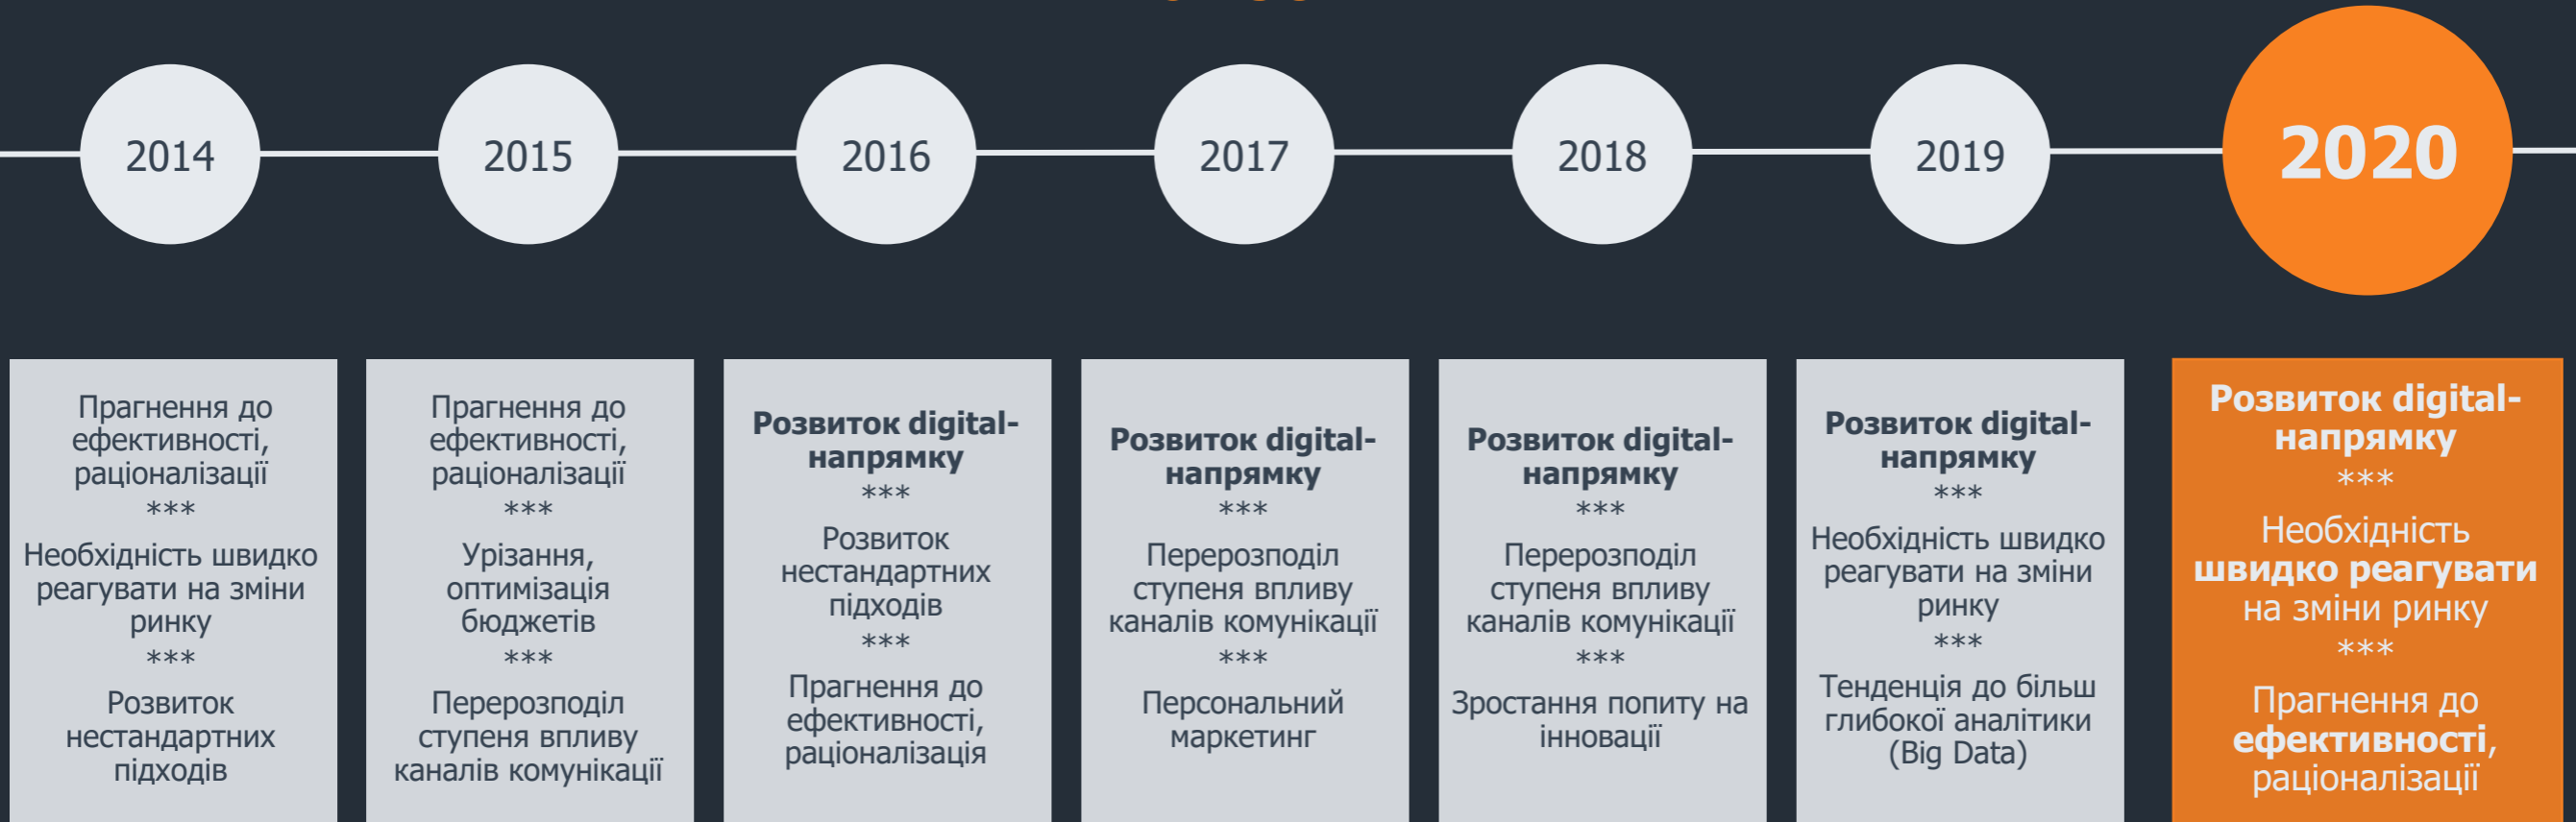 2014
2015
2016
2017
2018
2019
2020
Прагнення до
ефективності,
раціоналізації
***
Необхідність швидко
реагувати на зміни
ринку
***
Розвиток
нестандартних
підходів
Прагнення до
ефективності,
раціоналізації
***
Урізання,
оптимізація
бюджетів
***
Перерозподіл
ступеня впливу
каналів комунікації
Розвиток digital-
напрямку
***
Розвиток
нестандартних
підходів
***
Прагнення до
ефективності,
раціоналізація
Розвиток digital-
напрямку
***
Перерозподіл
ступеня впливу
каналів комунікації
***
Персональний
маркетинг
Розвиток digital-
напрямку
***
Перерозподіл
ступеня впливу
каналів комунікації
***
Зростання попиту на
інновації
Розвиток digital-
напрямку
***
Необхідність швидко
реагувати на зміни
ринку
***
Тенденція до більш
глибокої аналітики
(Big Data)
Розвиток digital-
напрямку
***
Необхідність
швидко реагувати
на зміни ринку
***
Прагнення до
ефективності,
раціоналізації